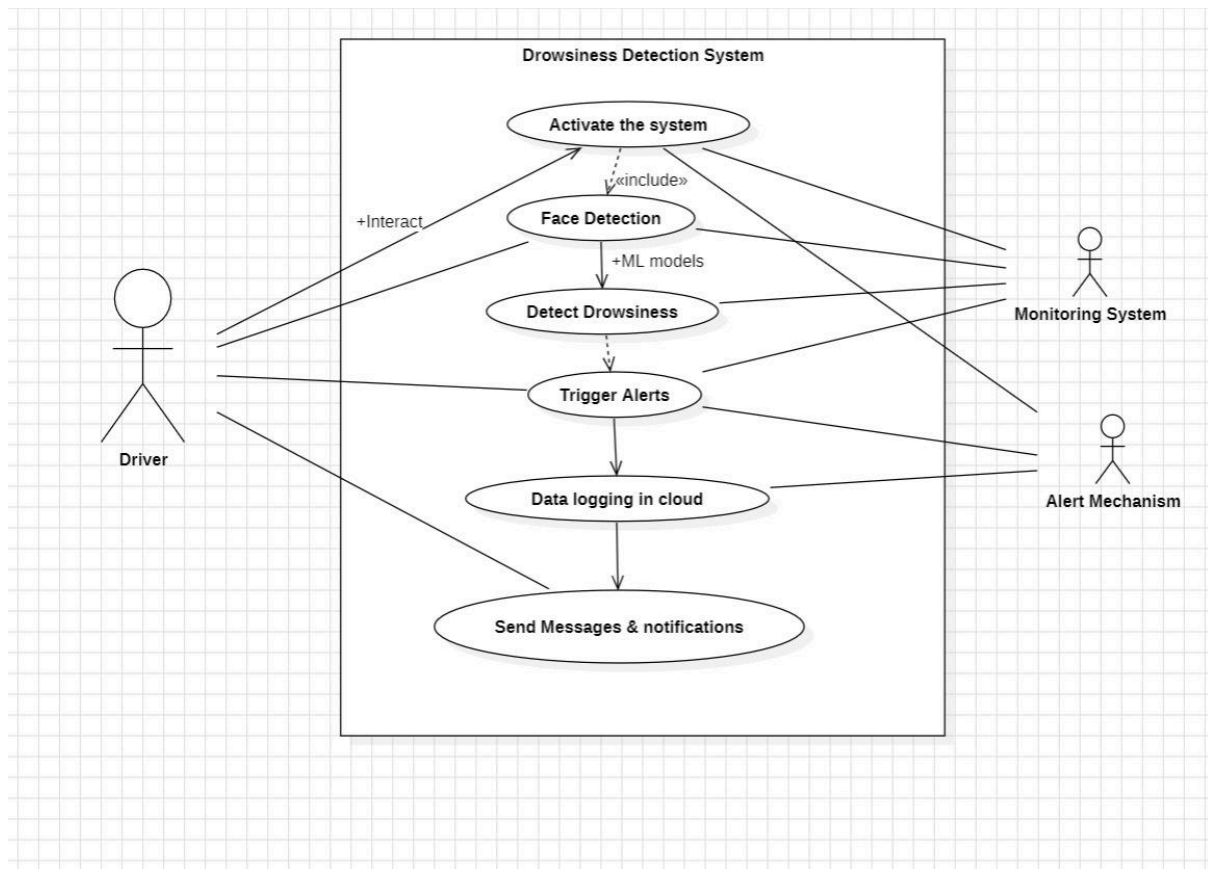 Drowsiness Detection System
Activate the system
«include»
Face Detection
+Interact
+ML models
Detect Drowsiness
Monitoring System
Trigger Alerts
Driver
Data logging in cloud
Alert Mechanism
Send Messages & notifications